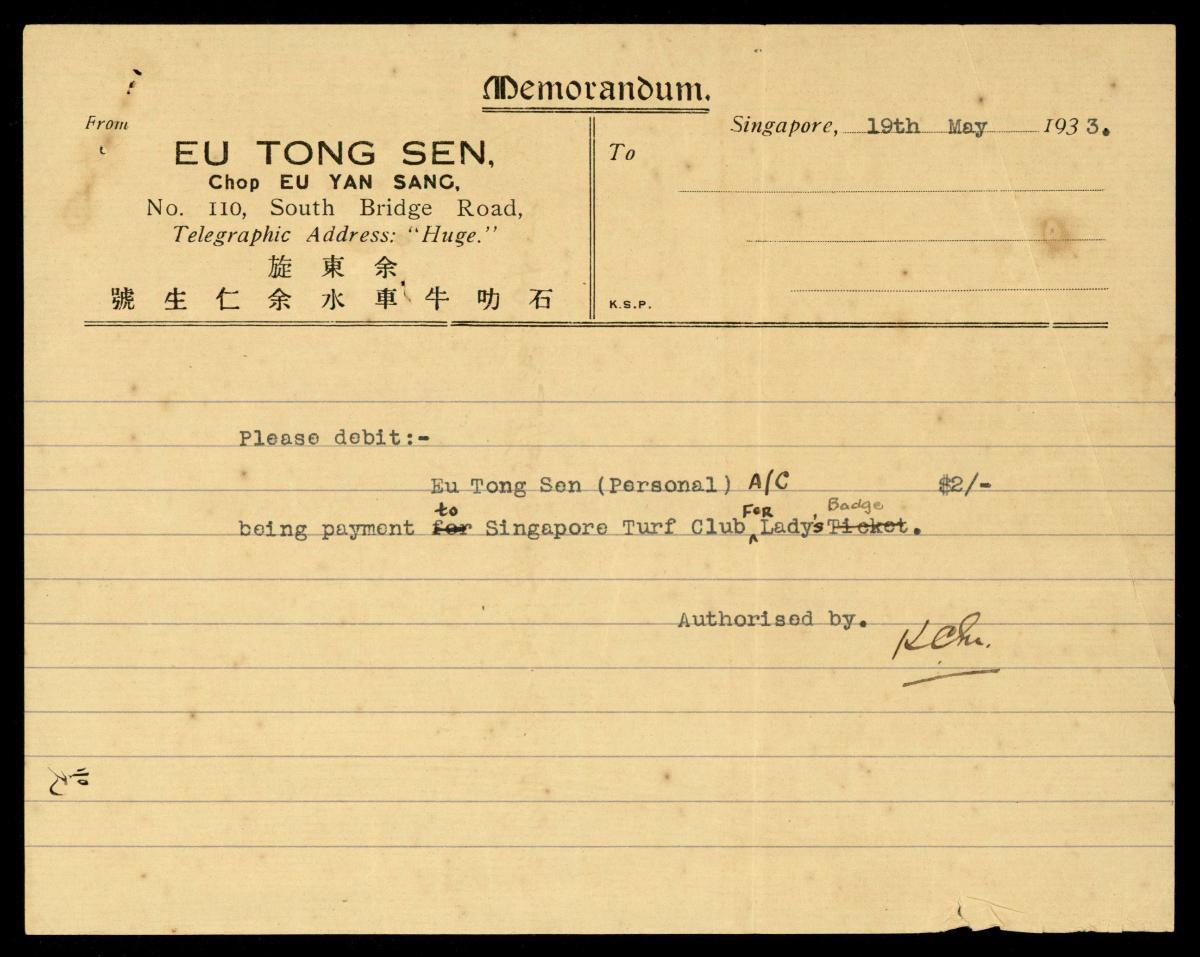 Memorandum.
From
EU TONG SEN,
Chop EU YAN SANG,
No. 110, South Bridge Road,
Telegraphic Address: "Huge."
余東旋
石叻牛車水余仁生號
Singapore, 19th May 1933.
To
K.S.P.
Please debit:-
Eu Tong Sen (Personal) A/C $2/-
being payment for to Singapore Turf Club FOR Lady's Ticket Badge.
Authorised by.